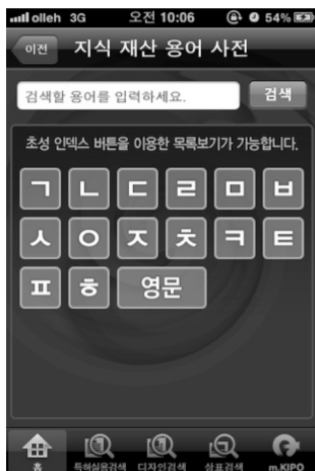 olleh 3G 오전 10:06 54%
이전 지식 재산 용어 사전
검색할 용어를 입력하세요. 검색
초성 인덱스 버튼을 이용한 목록보기가 가능합니다.
ㄱ ㄴ ㄷ ㄹ ㅁ ㅂ
ㅅ ㅇ ㅈ ㅊ ㅋ ㅌ
ㅍ ㅎ 영문
홈 특허실용검색 디자인검색 상표검색 m.KIPO